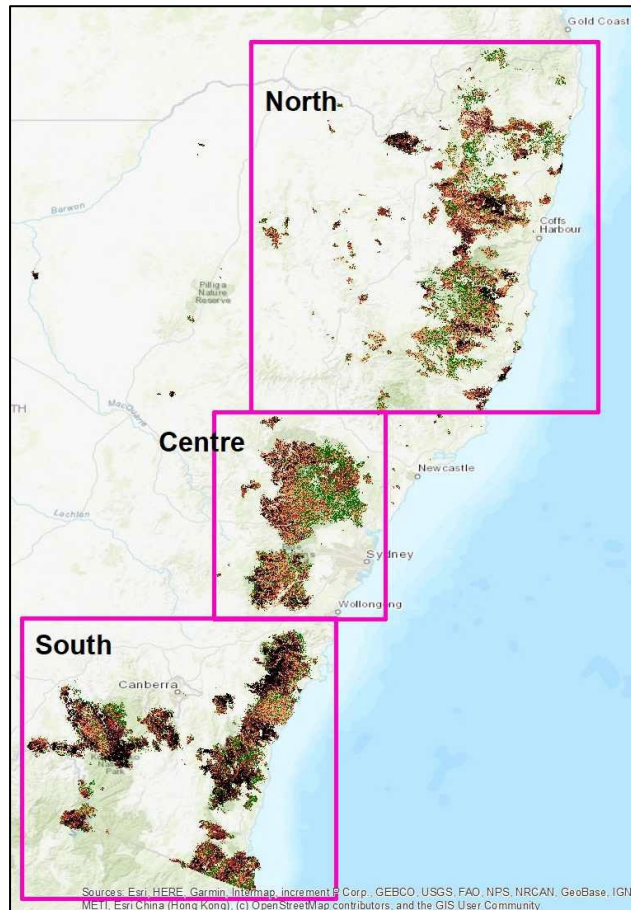 Gold Coast
North
Barwon
Coffs
Harbour
Pilliga
Nature
Reserve
TH
Macquarie
Centre
Newcastle
Lachlan
Sydney
Wollongong
South
Canberra
National
Park
Sources: Esri, HERE, Garmin, Intermap, increment P Corp., GEBCO, USGS, FAO, NPS, NRCAN, GeoBase, IGN,
METI, Esri China (Hong Kong), (c) OpenStreetMap contributors, and the GIS User Community